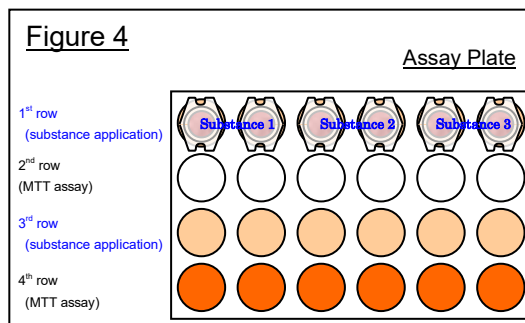 Figure 4
Assay Plate
1st row
(substance application)
Substance 1
Substance 2
Substance 3
2nd row
(MTT assay)
3rd row
(substance application)
4th row
(MTT assay)